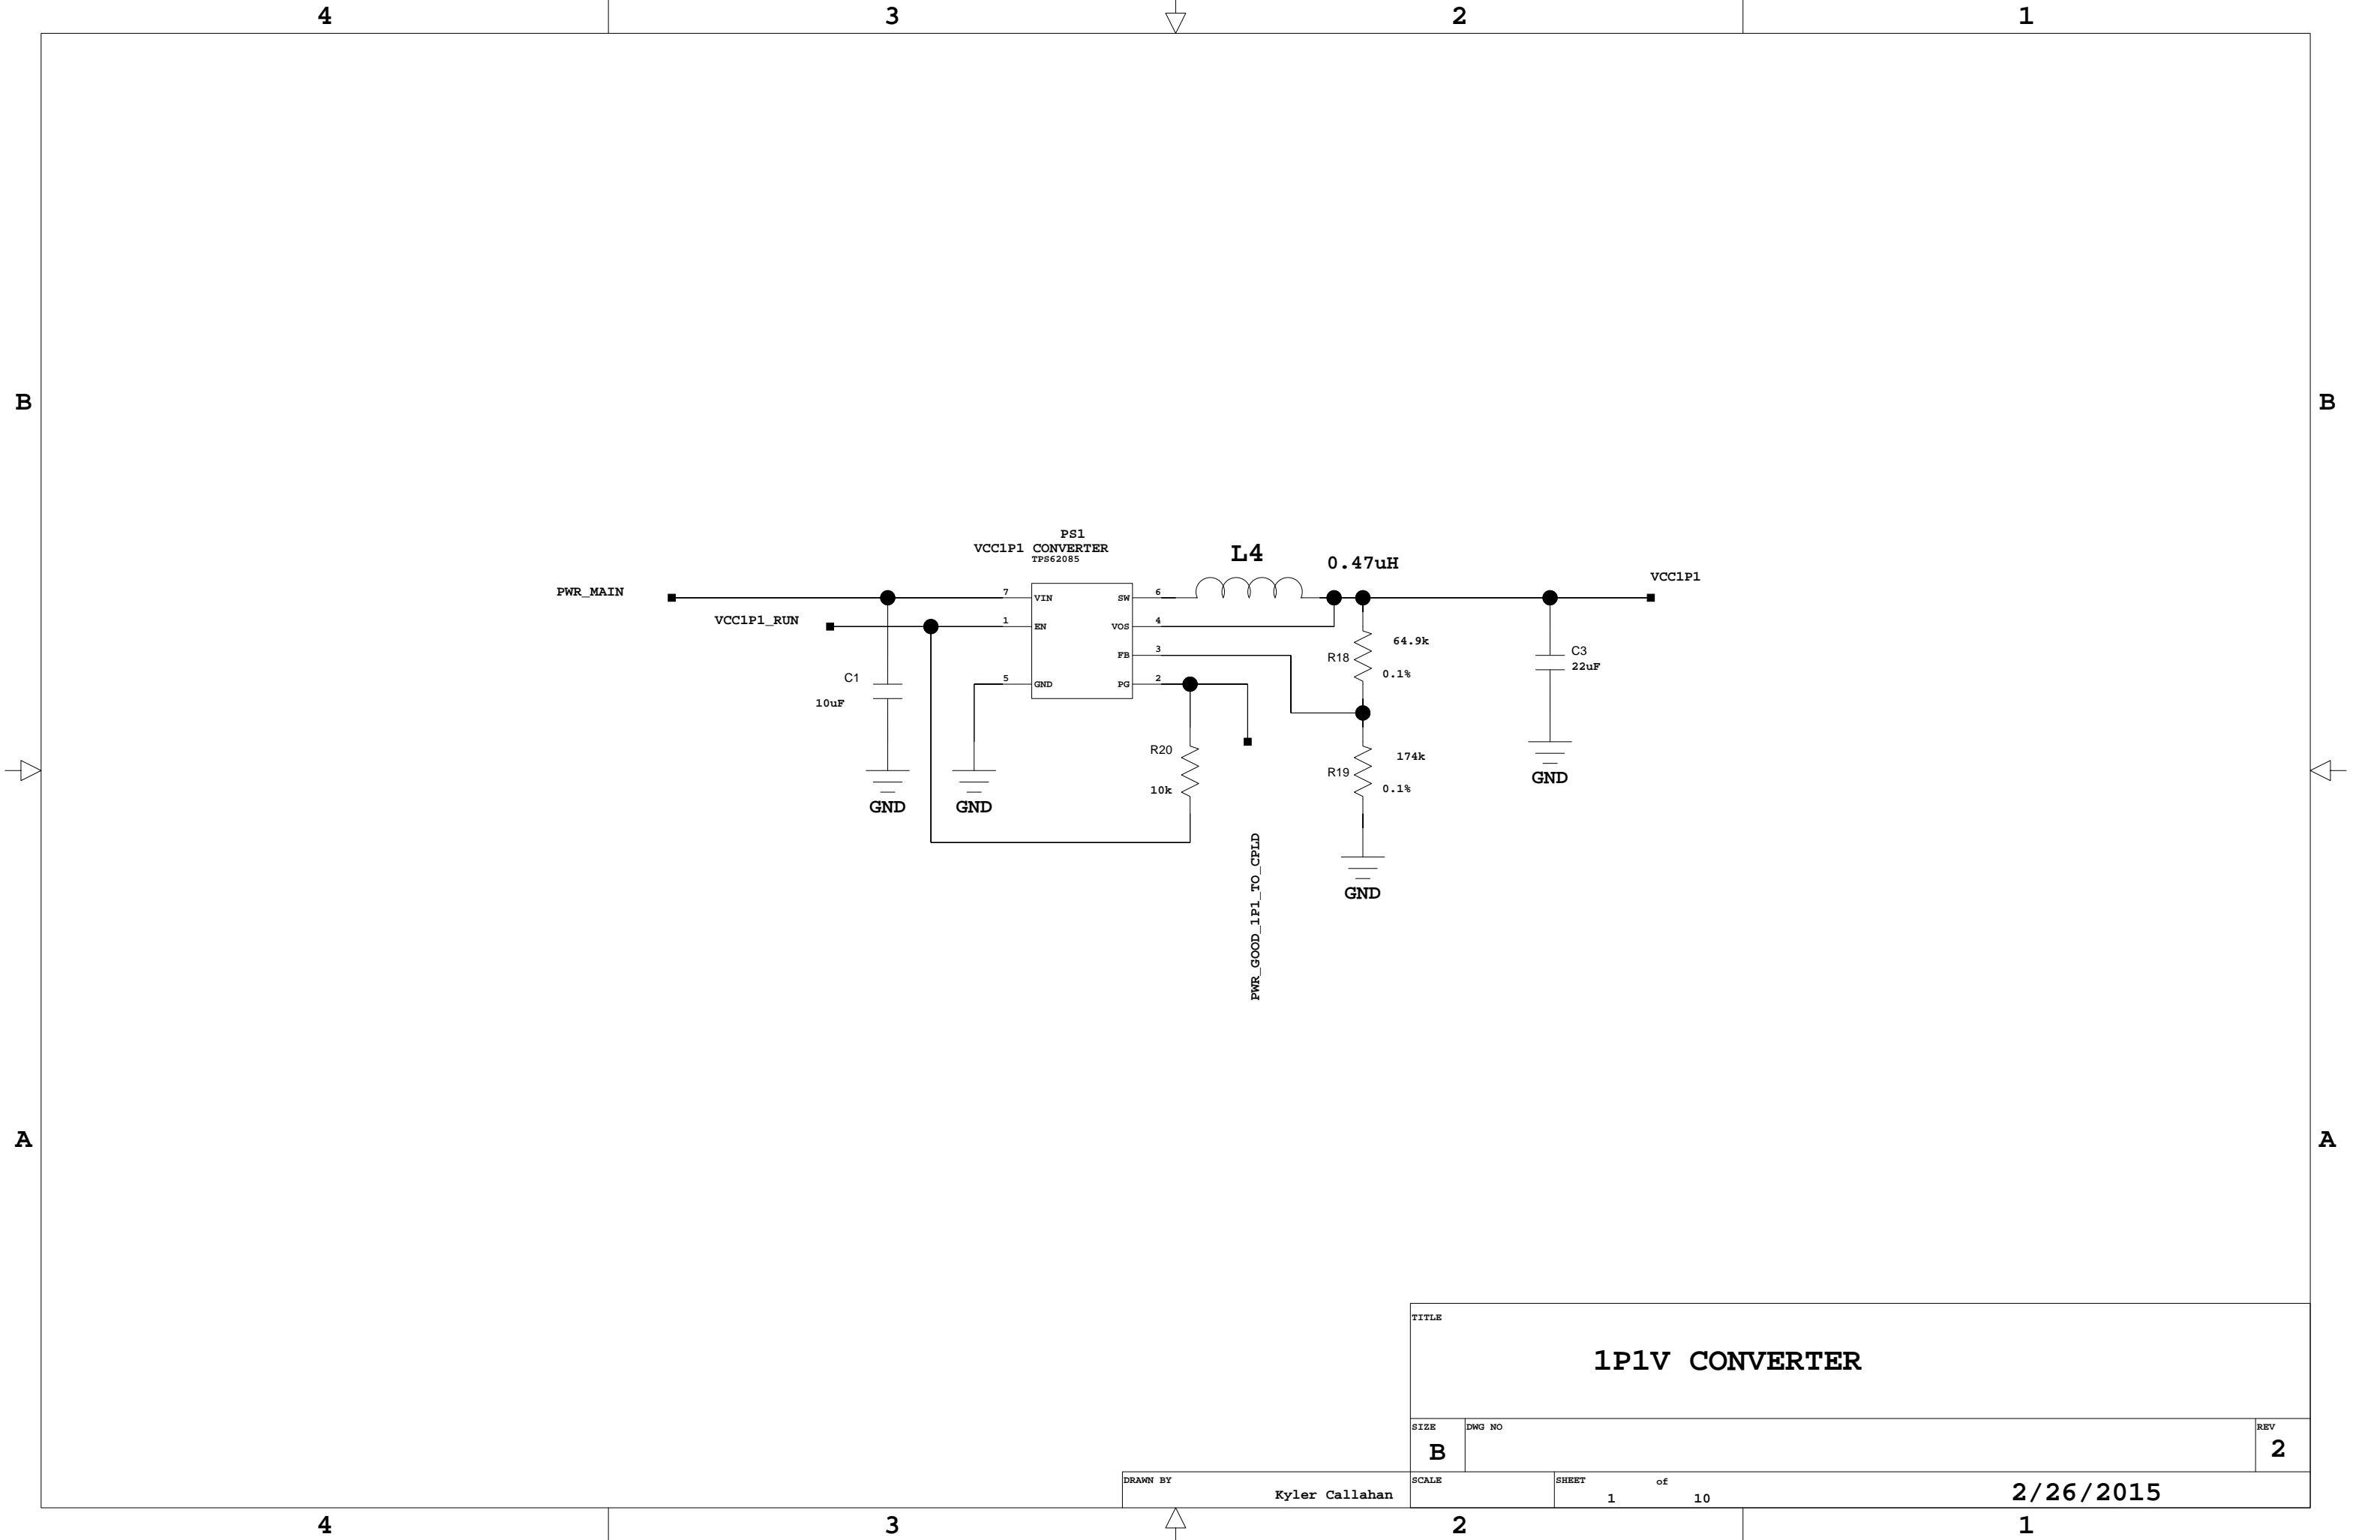 4 3 2 1
B B
PS1
VCC1P1 CONVERTER
TPS62085
L4
0.47uH
PWR_MAIN
VCC1P1
7 VIN SW 6
VCC1P1_RUN
1 EN VOS 4
FB 3
5 GND PG 2
R18
64.9k
0.1%
C3
22uF
C1
10uF
R20
10k
R19
174k
0.1%
GND
GND
GND
GND
PWR_GOOD_1P1_TO_CPLD
A A
TITLE
1P1V CONVERTER
SIZE
B
DWG NO
REV
2
DRAWN BY
Kyler Callahan
SCALE
SHEET of
1 10
2/26/2015
4 3 2 1